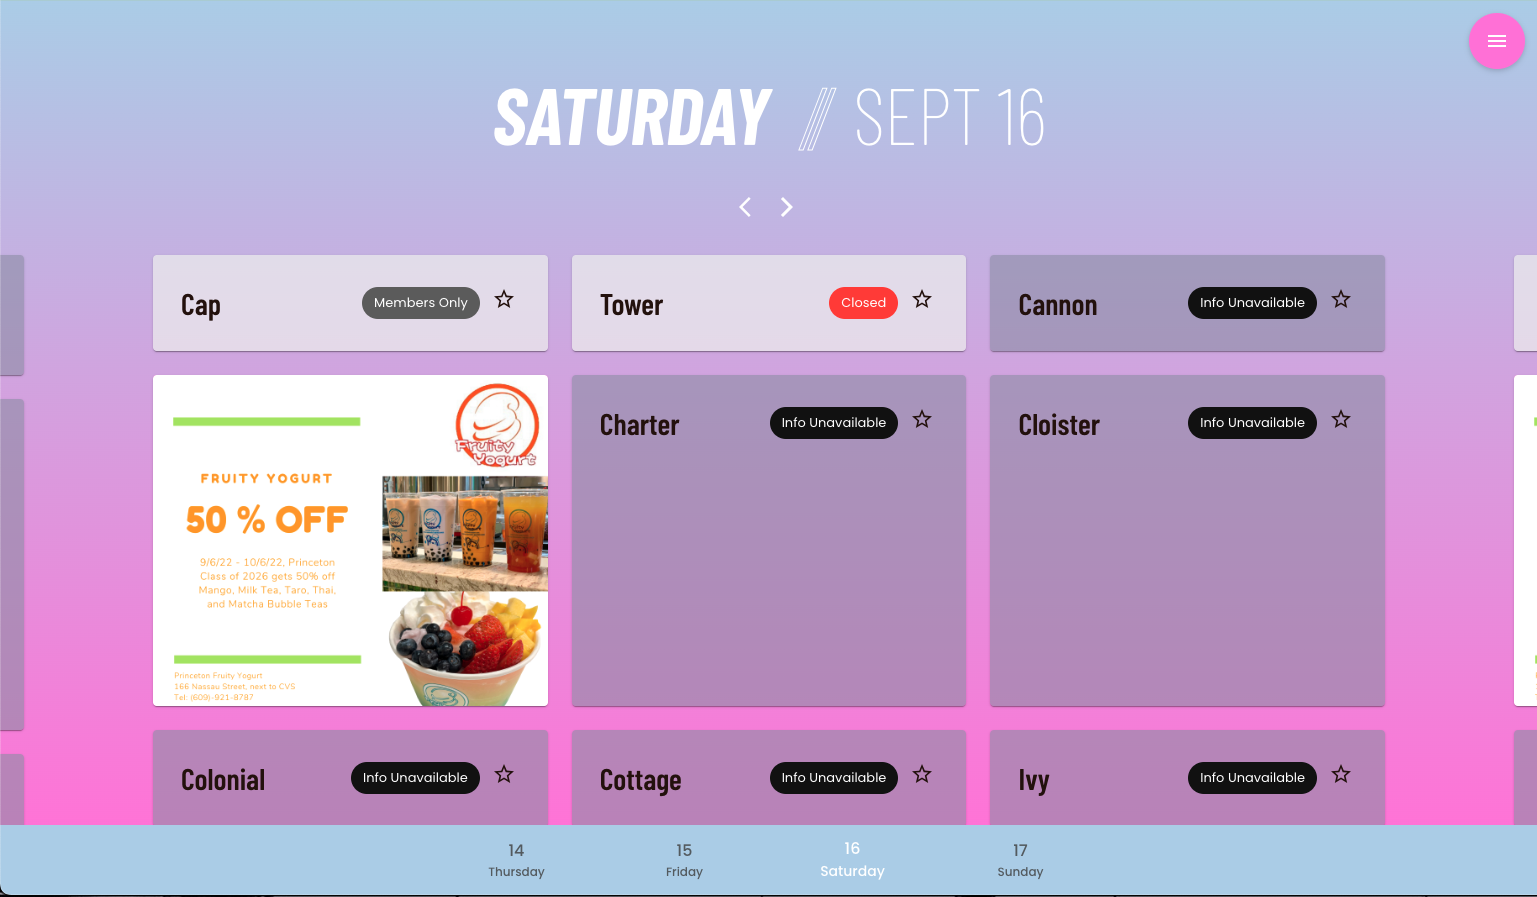 SATURDAY // SEPT 16
Cap
Members Only
Tower
Closed
Cannon
Info Unavailable
Fruity
Yogurt
FRUITY YOGURT
50 % OFF
9/6/22 - 10/6/22, Princeton
Class of 2026 gets 50% off
Mango, Milk Tea, Taro, Thai,
and Matcha Bubble Teas
Princeton Fruity Yogurt
166 Nassau Street, next to CVS
Tel: (609)-921-8787
Charter
Info Unavailable
Cloister
Info Unavailable
Colonial
Info Unavailable
Cottage
Info Unavailable
Ivy
Info Unavailable
14
Thursday
15
Friday
16
Saturday
17
Sunday